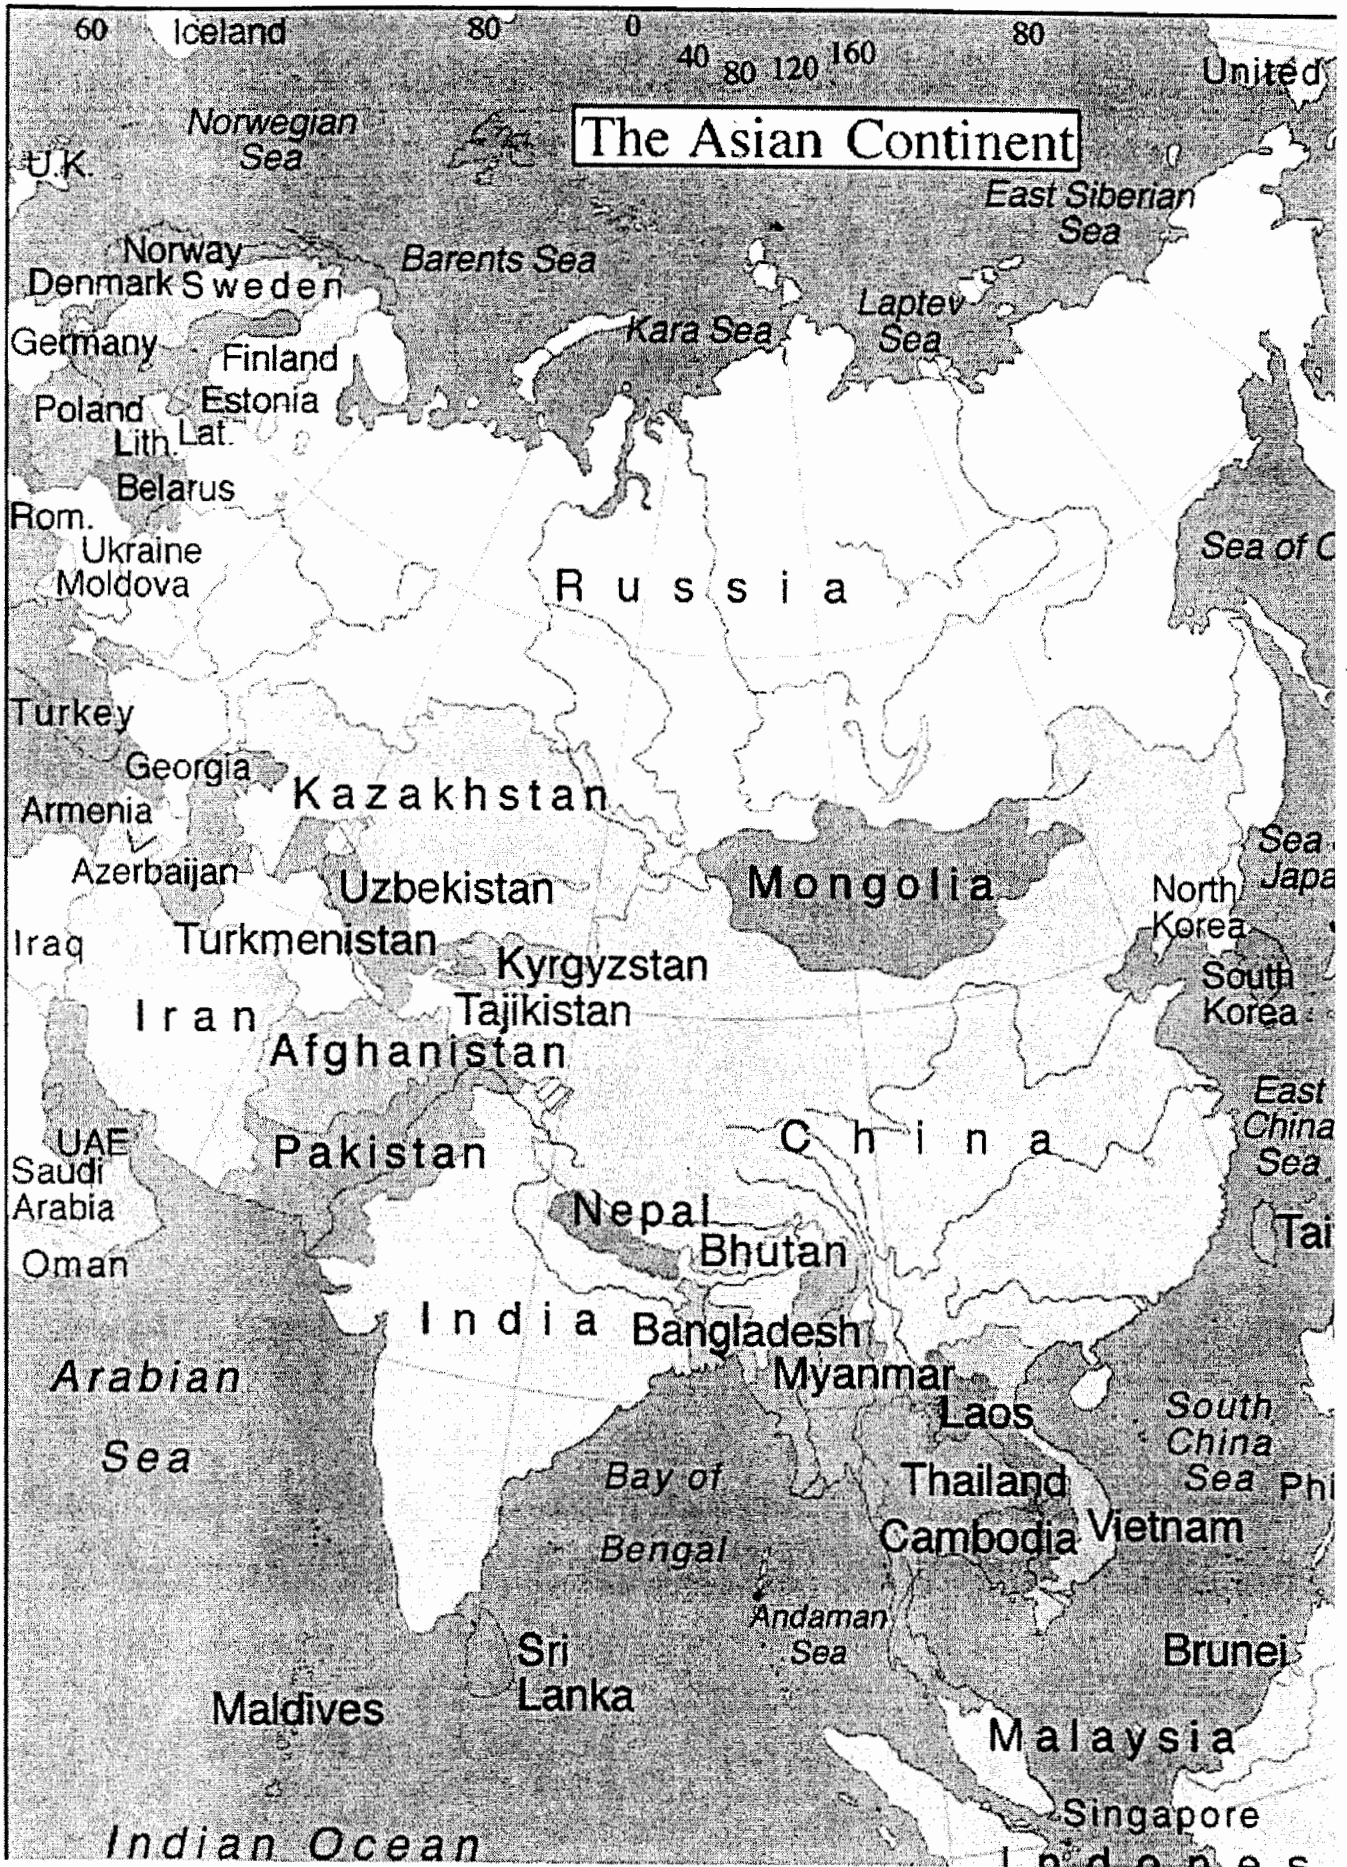 60
Iceland
80
0
40
80
120
160
80
United
The Asian Continent
Norwegian
Sea
U.K.
East Siberian
Sea
Norway
Barents Sea
Denmark
Sweden
Laptev
Sea
Kara Sea
Germany
Finland
Poland
Estonia
Lith.
Lat.
Belarus
Rom.
Ukraine
Moldova
Sea of O
Russia
Turkey
Georgia
Kazakhstan
Armenia
Azerbaijan
Uzbekistan
Mongolia
Sea
Japa
North
Korea
Iraq
Turkmenistan
Kyrgyzstan
South
Korea
Iran
Tajikistan
Afghanistan
East
China
Sea
China
UAE
Saudi
Arabia
Pakistan
Nepal
Tai
Oman
Bhutan
India
Bangladesh
Arabian
Sea
Myanmar
Laos
South
China
Sea
Phi
Bay of
Bengal
Thailand
Cambodia
Vietnam
Andaman
Sea
Sri
Lanka
Brunei
Maldives
Malaysia
Singapore
Indian Ocean
Indones